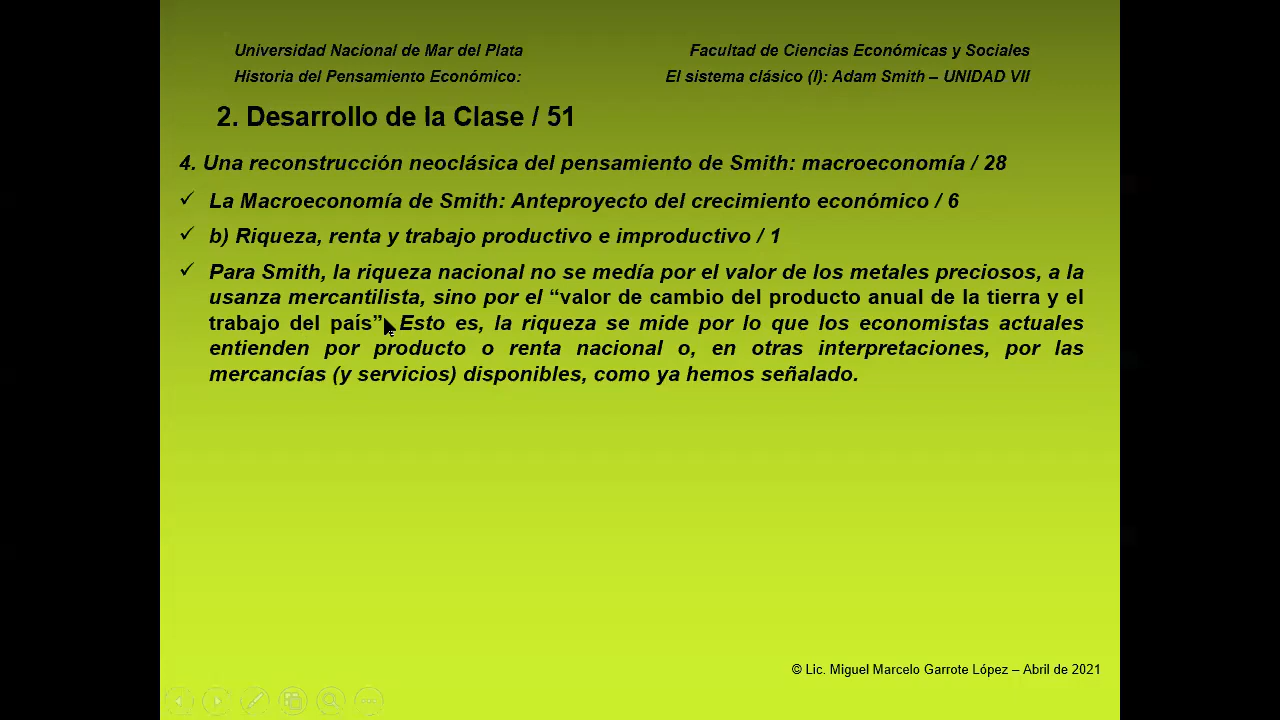 Universidad Nacional de Mar del Plata Facultad de Ciencias Económicas y Sociales
Historia del Pensamiento Económico: El sistema clásico (I): Adam Smith – UNIDAD VII
2. Desarrollo de la Clase / 51
4. Una reconstrucción neoclásica del pensamiento de Smith: macroeconomía / 28
✓ La Macroeconomía de Smith: Anteproyecto del crecimiento económico / 6
✓ b) Riqueza, renta y trabajo productivo e improductivo / 1
✓ Para Smith, la riqueza nacional no se medía por el valor de los metales preciosos, a la
usanza mercantilista, sino por el “valor de cambio del producto anual de la tierra y el
trabajo del país” Esto es, la riqueza se mide por lo que los economistas actuales
entienden por producto o renta nacional o, en otras interpretaciones, por las
mercancías (y servicios) disponibles, como ya hemos señalado.
© Lic. Miguel Marcelo Garrote López – Abril de 2021